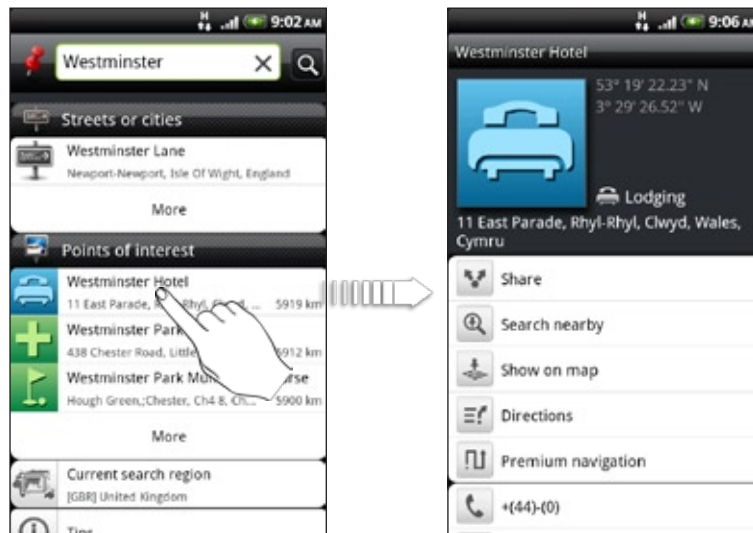 H
9:02 AM
Westminster
Streets or cities
Westminster Lane
Newport-Newport, Isle Of Wight, England
More
Points of interest
Westminster Hotel
11 East Parade, Rhyl, ... 5919 km
Westminster Park
438 Chester Road, Little 5912 km
Westminster Park
Hough Green,;Chester, Ch4 8, Ch... 5900 km
More
Current search region
[GBR] United Kingdom
Tips
H
9:06 AM
Westminster Hotel
53° 19' 22.23" N
3° 29' 26.52" W
Lodging
11 East Parade, Rhyl-Rhyl, Clwyd, Wales,
Cymru
Share
Search nearby
Show on map
Directions
Premium navigation
+(44)-(0)